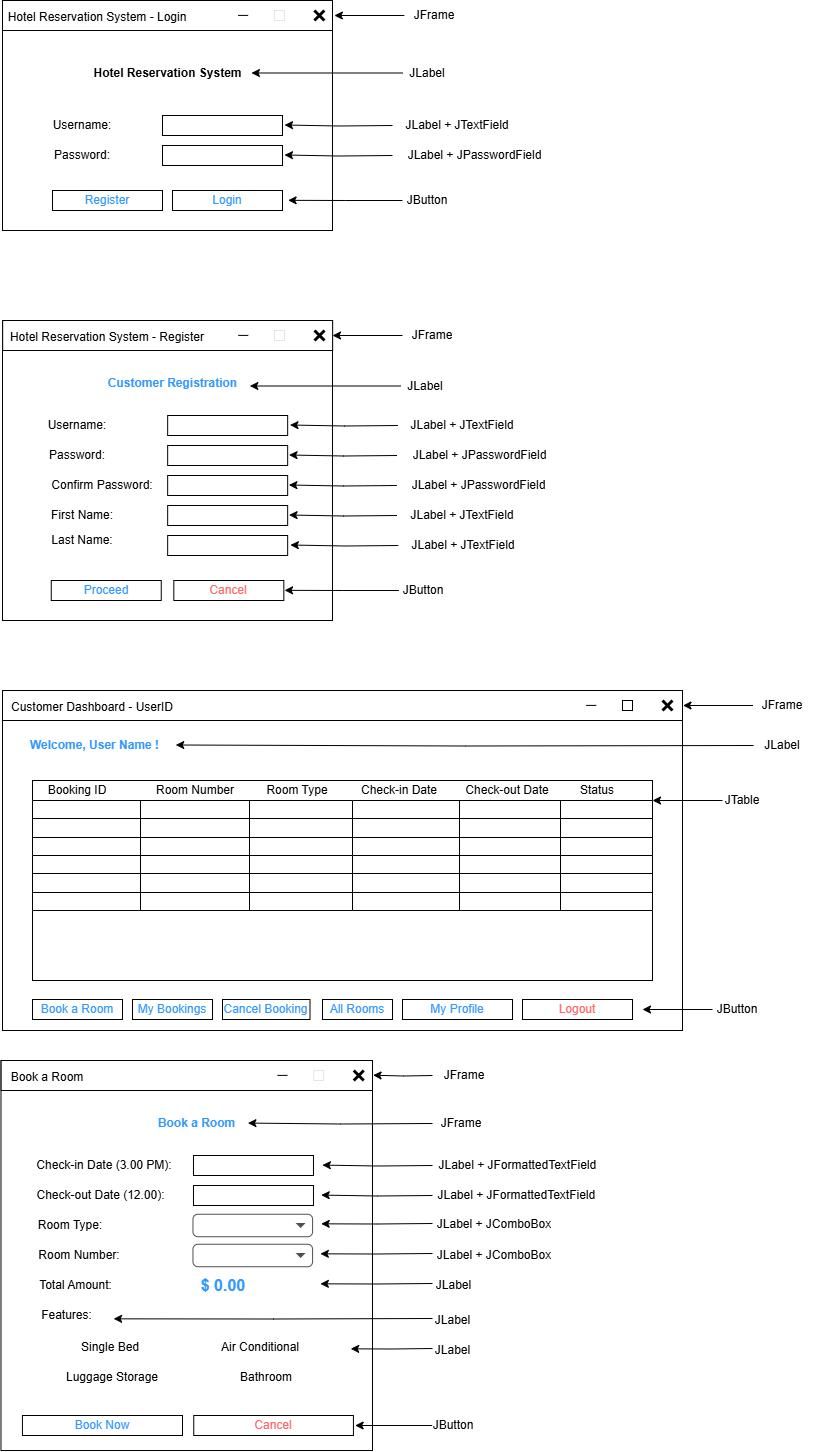 Hotel Reservation System - Login
JFrame
Hotel Reservation System
JLabel
Username:
JLabel + JTextField
Password:
JLabel + JPasswordField
Register
Login
JButton
Hotel Reservation System - Register
JFrame
Customer Registration
JLabel
Username:
JLabel + JTextField
Password:
JLabel + JPasswordField
Confirm Password:
JLabel + JPasswordField
First Name:
JLabel + JTextField
Last Name:
JLabel + JTextField
Proceed
Cancel
JButton
Customer Dashboard - UserID
JFrame
Welcome, User Name !
JLabel
Booking ID
Room Number
Room Type
Check-in Date
Check-out Date
Status
JTable
Book a Room
My Bookings
Cancel Booking
All Rooms
My Profile
Logout
JButton
Book a Room
JFrame
Book a Room
JFrame
Check-in Date (3.00 PM):
JLabel + JFormattedTextField
Check-out Date (12.00):
JLabel + JFormattedTextField
Room Type:
JLabel + JComboBox
Room Number:
JLabel + JComboBox
Total Amount:
$ 0.00
JLabel
Features:
JLabel
Single Bed
Air Conditional
JLabel
Luggage Storage
Bathroom
Book Now
Cancel
JButton